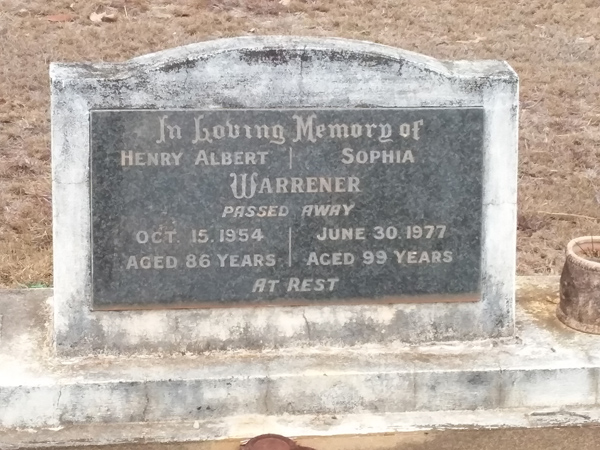 In Loving Memory of
HENRY ALBERT | SOPHIA
WARRENER
PASSED AWAY
OCT. 15. 1954 | JUNE 30. 1977
AGED 86 YEARS | AGED 99 YEARS
AT REST